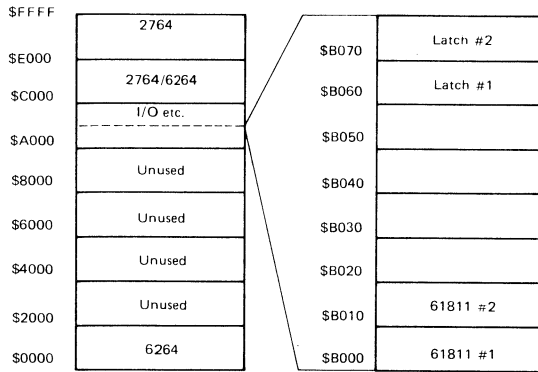 $FFFF
2764
$E000
2764/6264
$C000
I/O etc.
$A000
Unused
$8000
Unused
$6000
Unused
$4000
Unused
$2000
6264
$0000
Latch #2
$B070
Latch #1
$B060
$B050
$B040
$B030
$B020
61811 #2
$B010
61811 #1
$B000